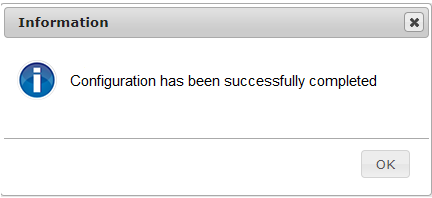 Information
Configuration has been successfully completed
OK